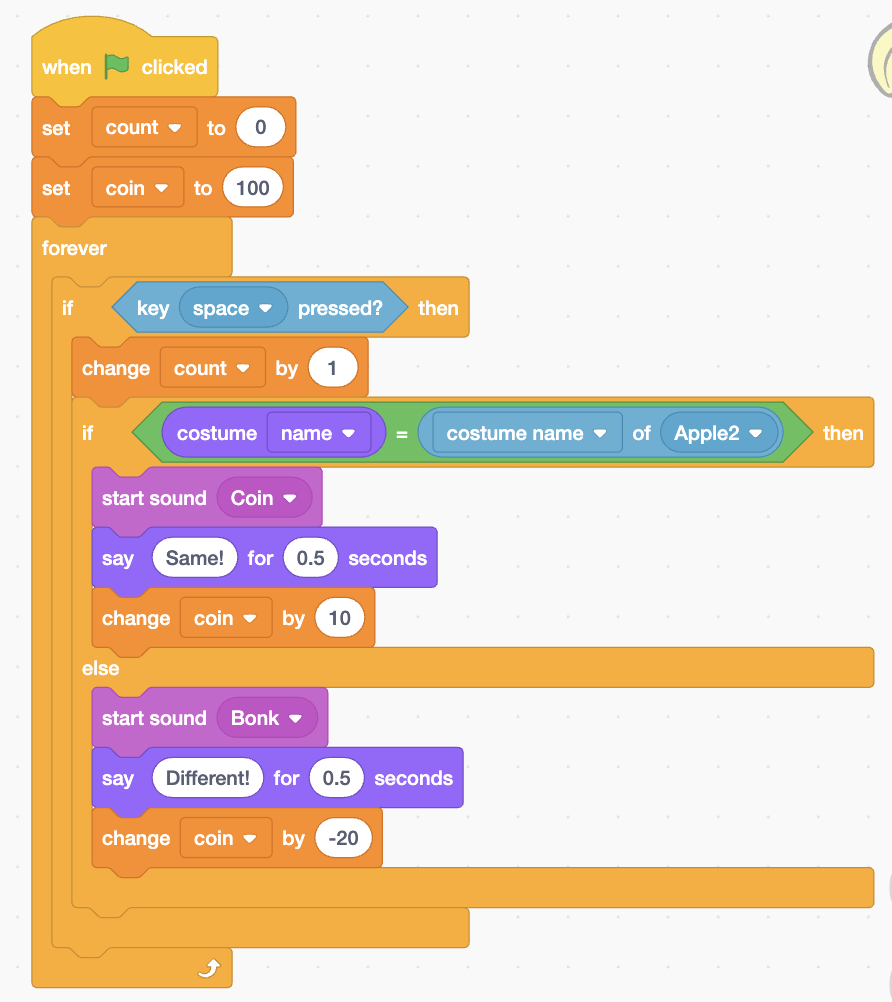 when clicked
set count to 0
set coin to 100
forever
if key space pressed? then
change count by 1
if costume name = costume name of Apple2 then
start sound Coin
say Same! for 0.5 seconds
change coin by 10
else
start sound Bonk
say Different! for 0.5 seconds
change coin by -20